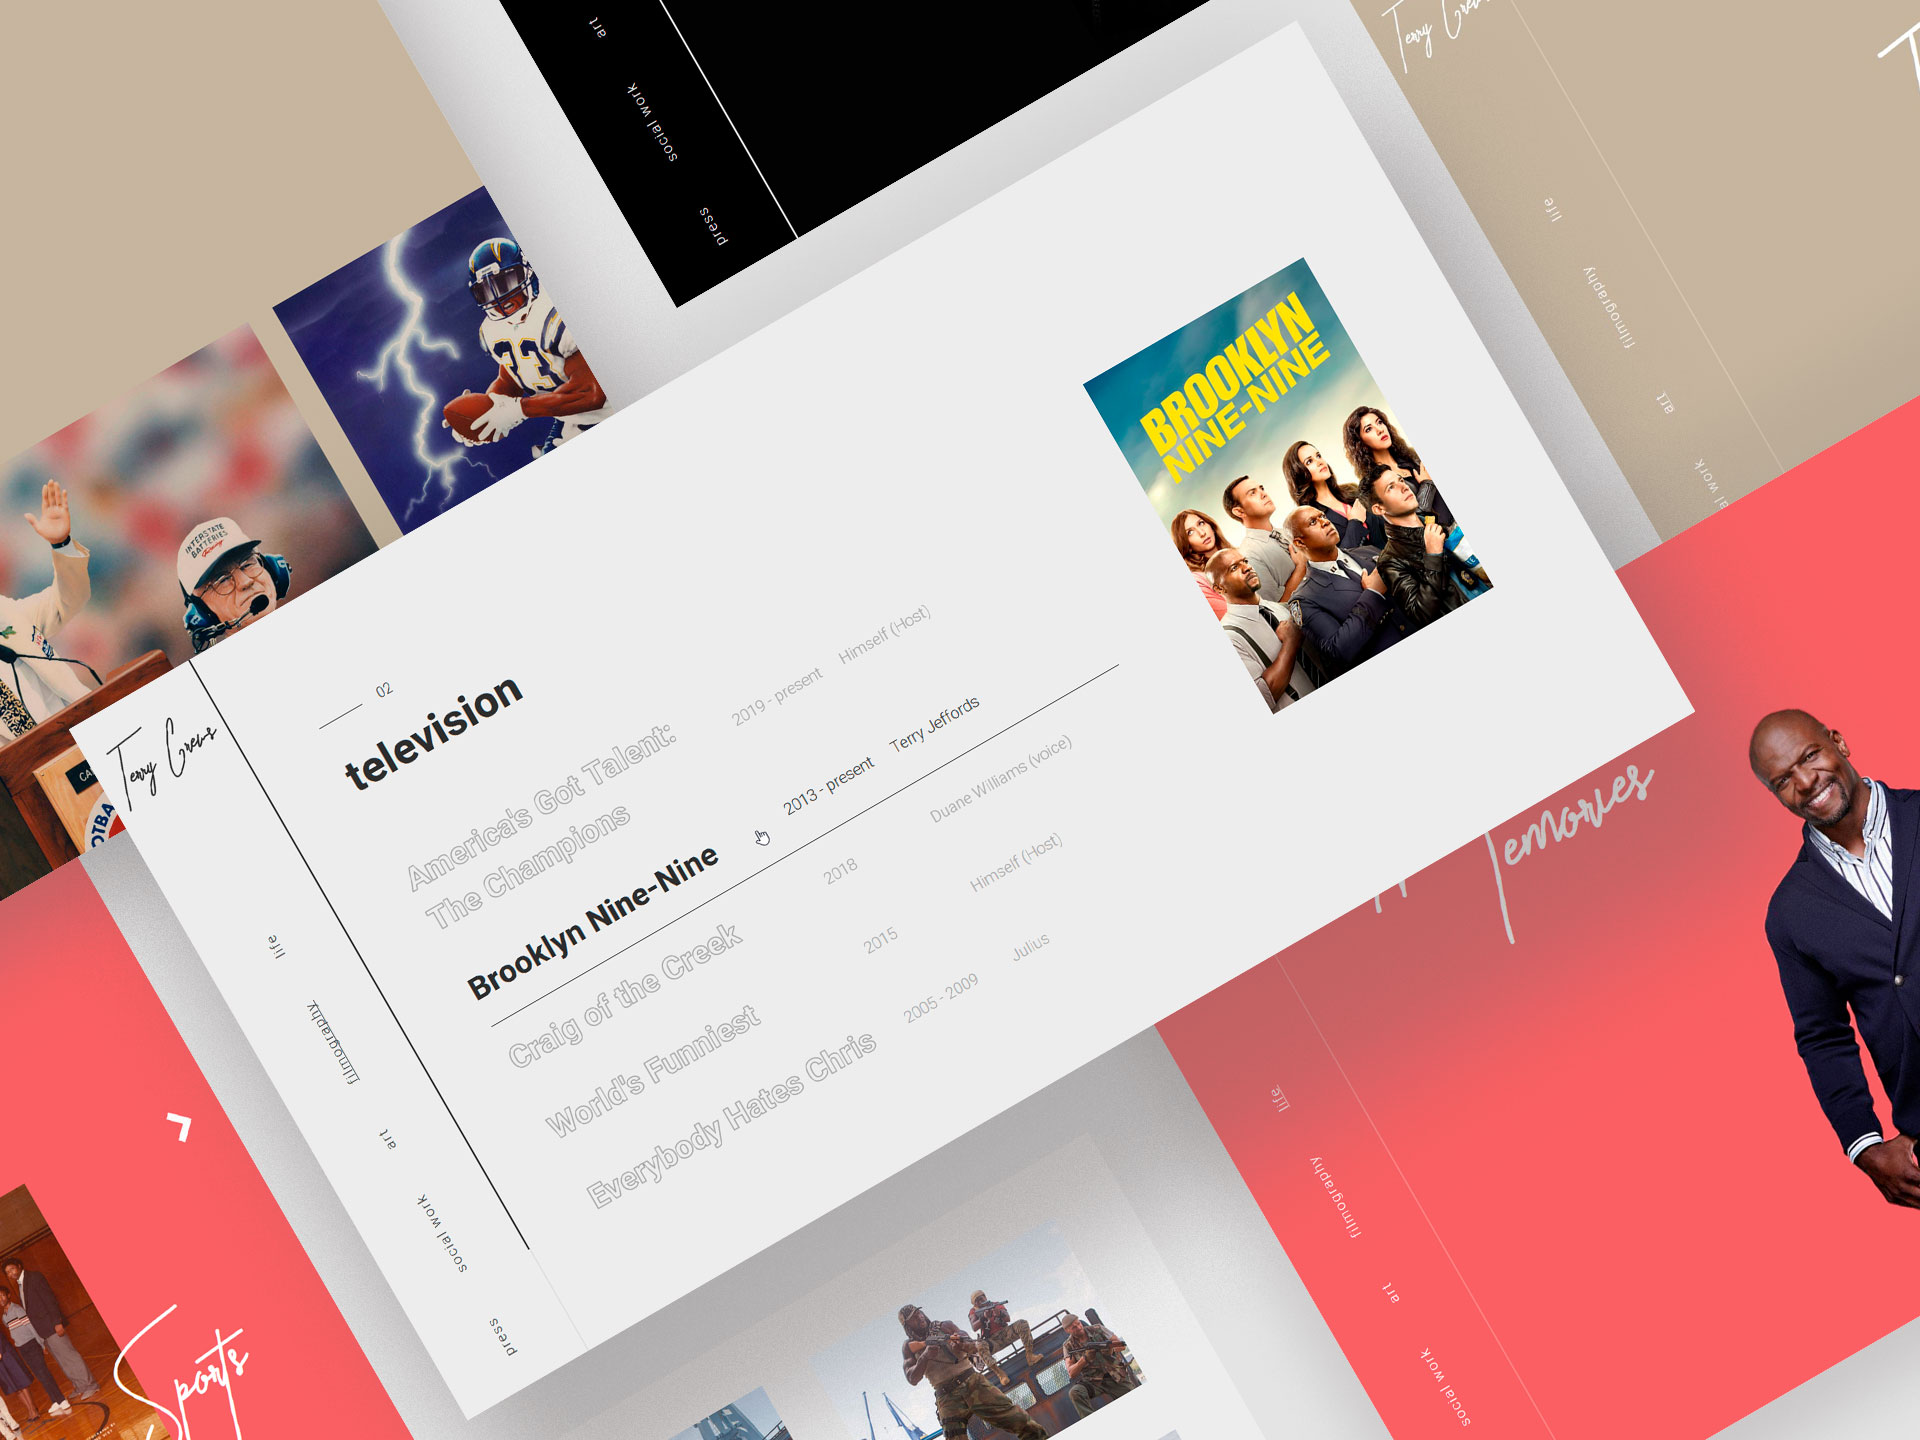 art
social work
press
Terry Crews
life
filmography
art
INTERSTATE
BATTERIES
33
BROOKLYN
NINE-NINE
Terry Crews
life
filmography
art
social work
press
02
television
America's Got Talent:
The Champions
2019 - present
Himself (Host)
Brooklyn Nine-Nine
2013 - present
Terry Jeffords
Craig of the Creek
2018
Duane Williams (voice)
World's Funniest
2015
Himself (Host)
Everybody Hates Chris
2005 - 2009
Julius
life
filmography
art
social work
Sports